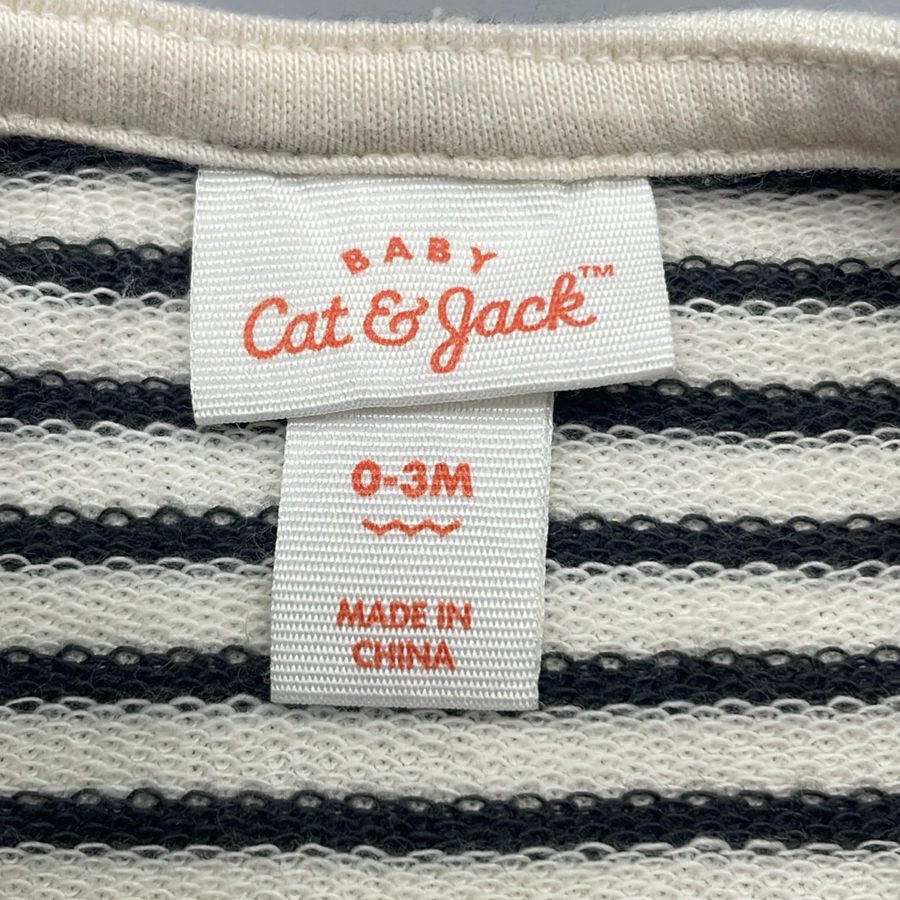 BABY
Cat & Jack™
0-3M
MADE IN
CHINA